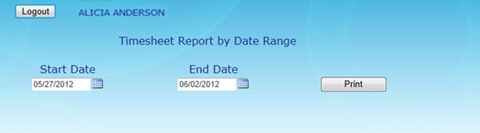 Logout ALICIA ANDERSON
Timesheet Report by Date Range
Start Date End Date
05/27/2012 06/02/2012 Print